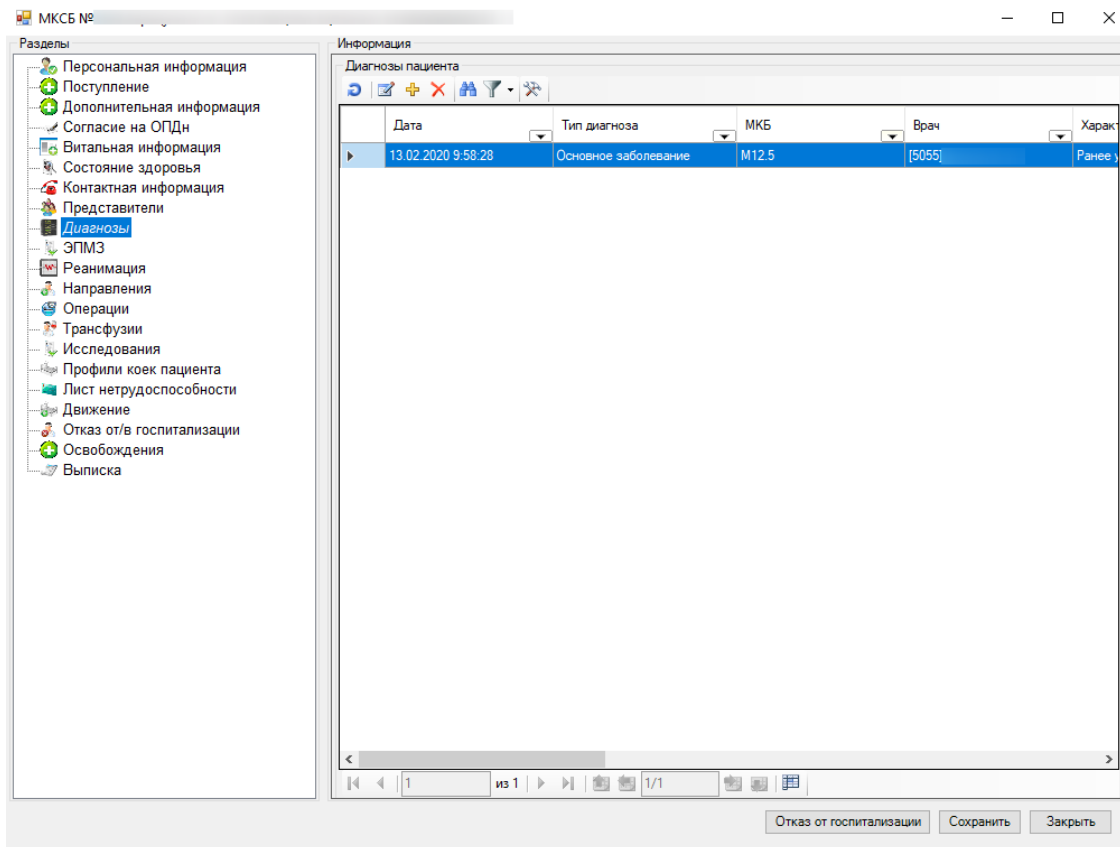 МКСБ №
Разделы
Персональная информация
Поступление
Дополнительная информация
Согласие на ОПДн
Витальная информация
Состояние здоровья
Контактная информация
Представители
Диагнозы
ЭПМЗ
Реанимация
Направления
Операции
Трансфузии
Исследования
Профили коек пациента
Лист нетрудоспособности
Движение
Отказ от/в госпитализации
Освобождения
Выписка
Информация
Диагнозы пациента
Дата Тип диагноза МКБ Врач Характ
13.02.2020 9:58:28 Основное заболевание M12.5 [5055] Ранее
1 из 1 1/1
Отказ от госпитализации Сохранить Закрыть